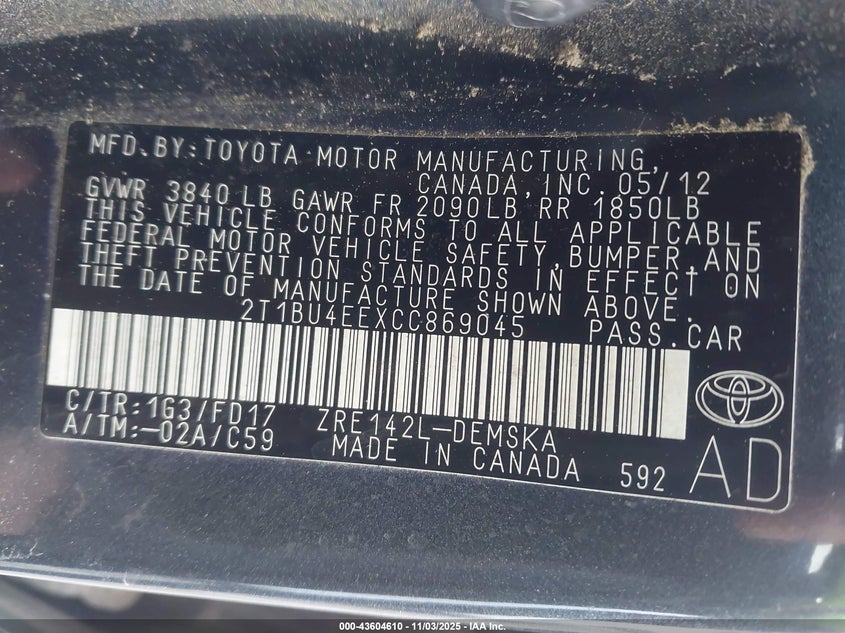 MFD.BY:TOYOTA MOTOR MANUFACTURING,
CANADA,INC. 05/12
GVWR 3840 LB GAWR FR 2090LB RR 1850LB
THIS VEHICLE CONFORMS TO ALL APPLICABLE
FEDERAL MOTOR VEHICLE SAFETY,BUMPER,AND
THEFT PREVENTION STANDARDS IN EFFECT ON
THE DATE OF MANUFACTURE SHOWN ABOVE.
2T1BU4EEXCC869045 PASS.CAR
C/TR:1G3/FD17 ZRE142L-DEMSKA
A/TM:-02A/C59 MADE IN CANADA 592
AD
000-43604610 - 11/03/2025 - IAA Inc.